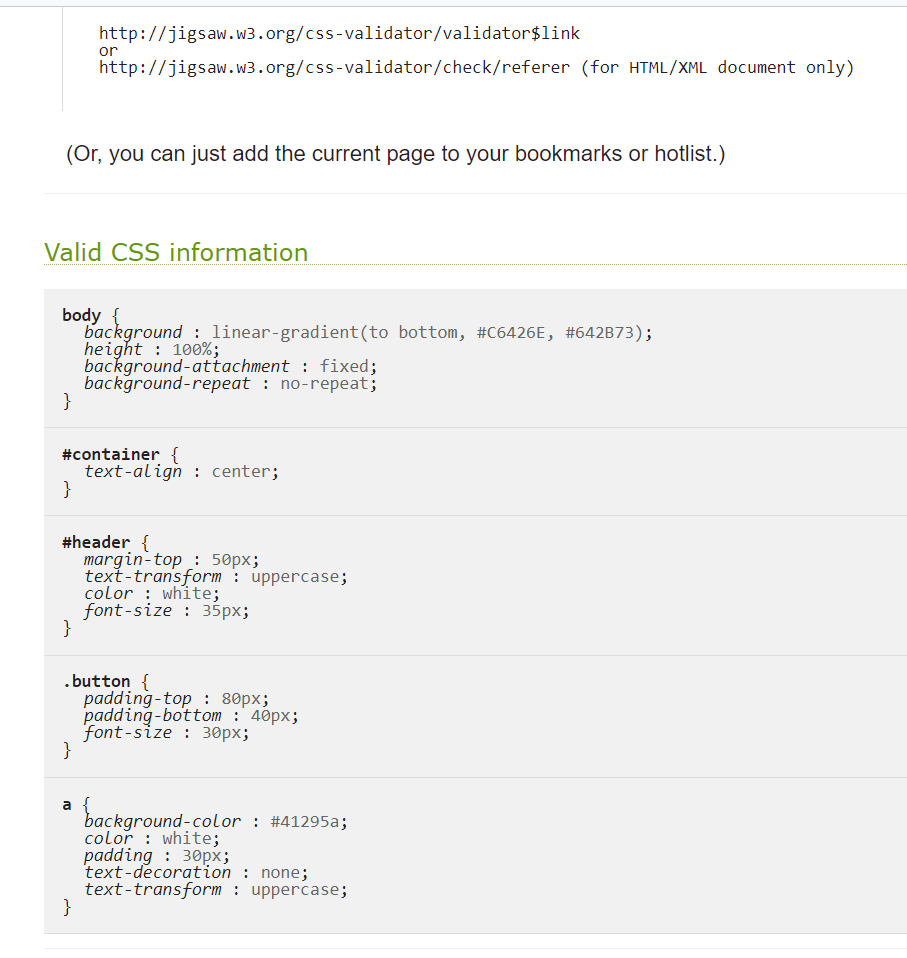 http://jigsaw.w3.org/css-validator/validator$link
or
http://jigsaw.w3.org/css-validator/check/referer (for HTML/XML document only)
(Or, you can just add the current page to your bookmarks or hotlist.)
Valid CSS information
body {
background : linear-gradient(to bottom, #C6426E, #642B73);
height : 100%;
background-attachment : fixed;
background-repeat : no-repeat;
}
#container {
text-align : center;
}
#header {
margin-top : 50px;
text-transform : uppercase;
color : white;
font-size : 35px;
}
.button {
padding-top : 80px;
padding-bottom : 40px;
font-size : 30px;
}
a {
background-color : #41295a;
color : white;
padding : 30px;
text-decoration : none;
text-transform : uppercase;
}